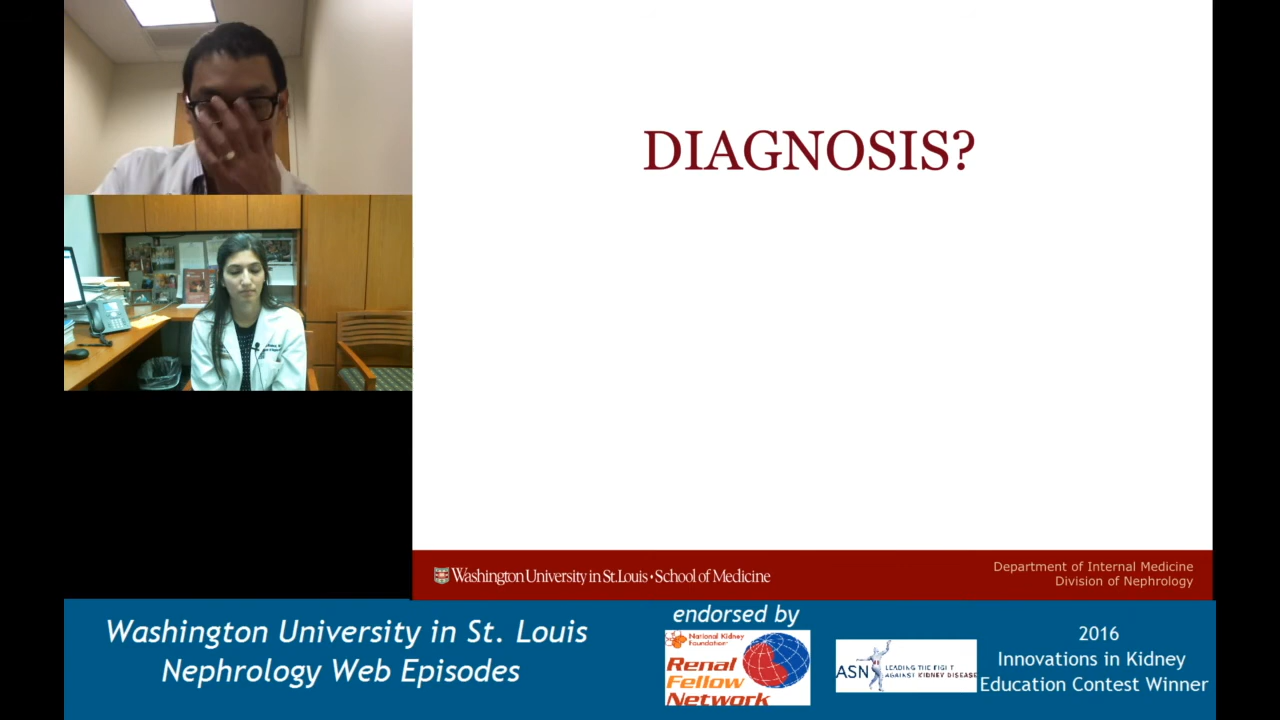 DIAGNOSIS?
Washington University in St. Louis • School of Medicine
Department of Internal Medicine
Division of Nephrology
Washington University in St. Louis
Nephrology Web Episodes
endorsed by
National Kidney
Foundation
Renal
Fellow
Network
ASN
LEADING THE FIGHT
AGAINST KIDNEY DISEASE
2016
Innovations in Kidney
Education Contest Winner